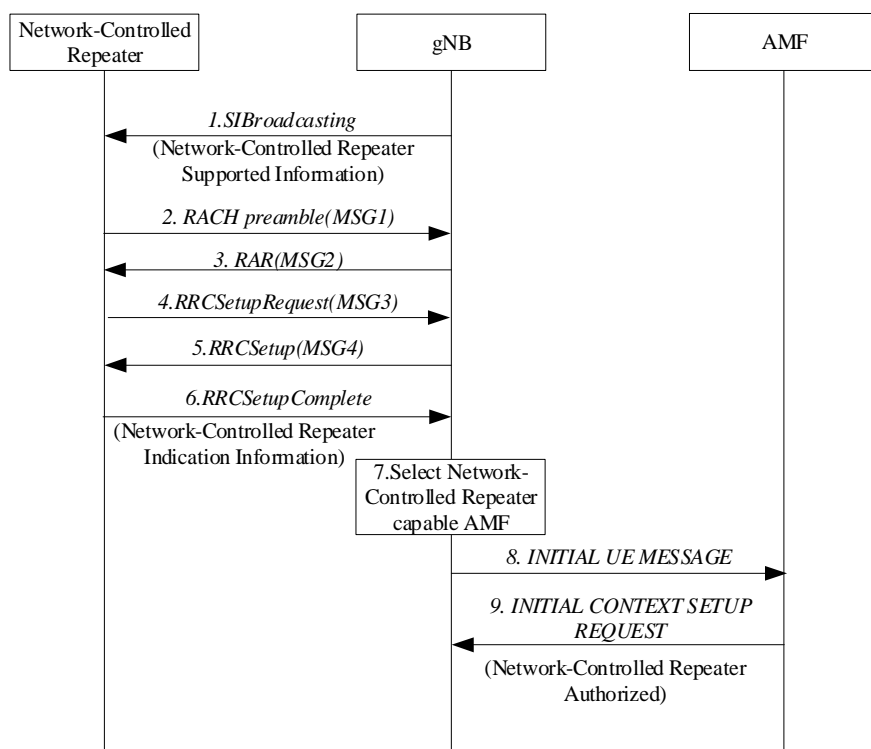 Network-Controlled
Repeater
gNB
AMF
1.SIBroadcasting
(Network-Controlled Repeater
Supported Information)
2. RACH preamble(MSG1)
3. RAR(MSG2)
4.RRCSetupRequest(MSG3)
5.RRCSetup(MSG4)
6.RRCSetupComplete
(Network-Controlled Repeater
Indication Information)
7.Select Network-
Controlled Repeater
capable AMF
8. INITIAL UE MESSAGE
9. INITIAL CONTEXT SETUP
REQUEST
(Network-Controlled Repeater
Authorized)